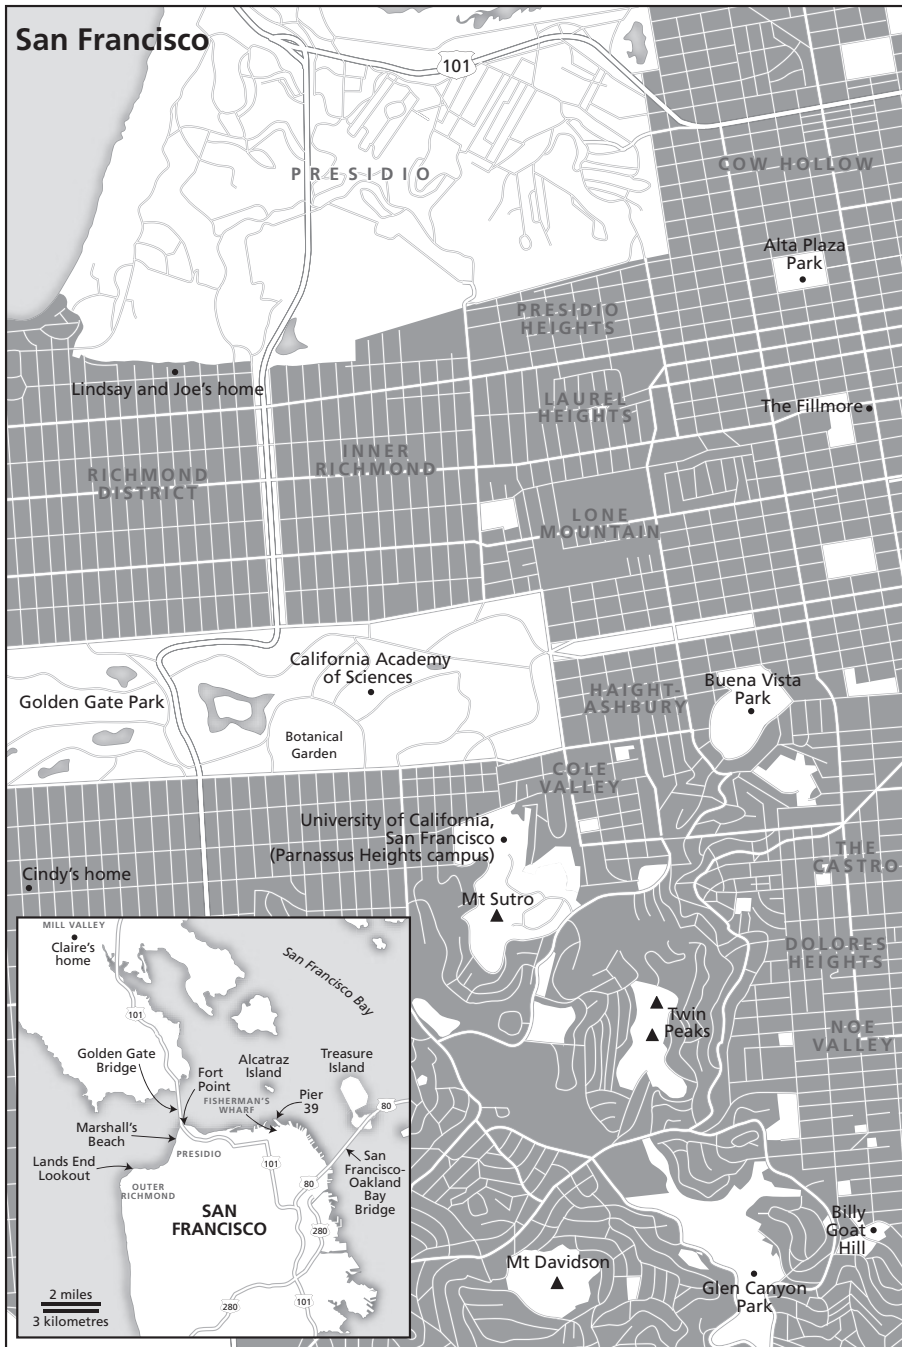 San Francisco
101
PRESIDIO
COW HOLLOW
Alta Plaza
Park
PRESIDIO
HEIGHTS
Lindsay and Joe's home
LAUREL
HEIGHTS
The Fillmore
INNER
RICHMOND
RICHMOND
DISTRICT
LONE
MOUNTAIN
California Academy
of Sciences
Golden Gate Park
Botanical
Garden
HAIGHT-
ASHBURY
Buena Vista
Park
COLE
VALLEY
University of California,
San Francisco
(Parnassus Heights campus)
THE
CASTRO
Cindy's home
Mt Sutro
DOLORES
HEIGHTS
Twin
Peaks
NOE
VALLEY
Billy
Goat
Hill
Mt Davidson
Glen Canyon
Park
MILL VALLEY
Claire's
home
San Francisco Bay
101
Golden Gate
Bridge
Fort
Point
Alcatraz
Island
Treasure
Island
FISHERMAN'S
WHARF
Pier
39
80
Marshall's
Beach
PRESIDIO
101
Lands End
Lookout
OUTER
RICHMOND
80
San
Francisco-
Oakland
Bay
Bridge
SAN
FRANCISCO
280
280
101
2 miles
3 kilometres